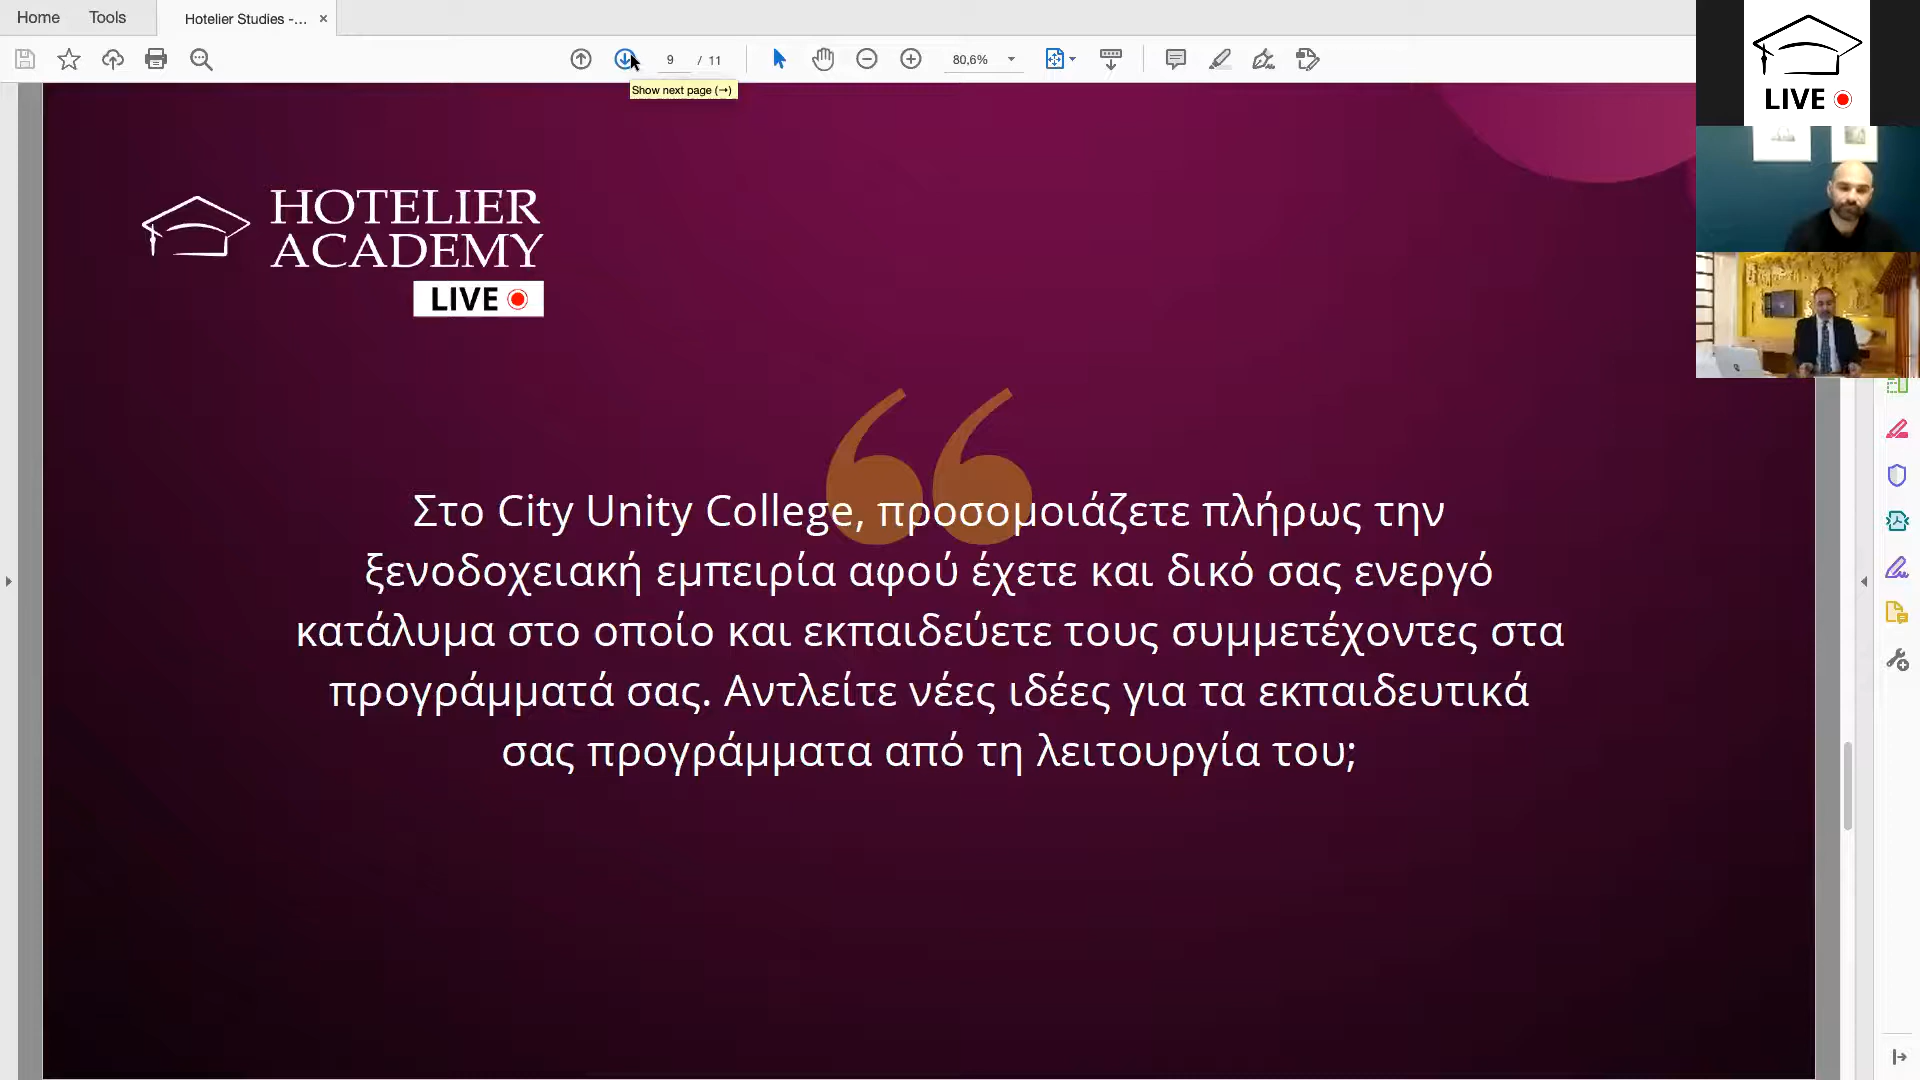 Home
Tools
Hotelier Studies -...
9 / 11
80,6%
Show next page (→)
LIVE
HOTELIER
ACADEMY
LIVE
Στο City Unity College, προσομοιάζετε πλήρως την
ξενοδοχειακή εμπειρία αφού έχετε και δικό σας ενεργό
κατάλυμα στο οποίο και εκπαιδεύετε τους συμμετέχοντες στα
προγράμματά σας. Αντλείτε νέες ιδέες για τα εκπαιδευτικά
σας προγράμματα από τη λειτουργία του;